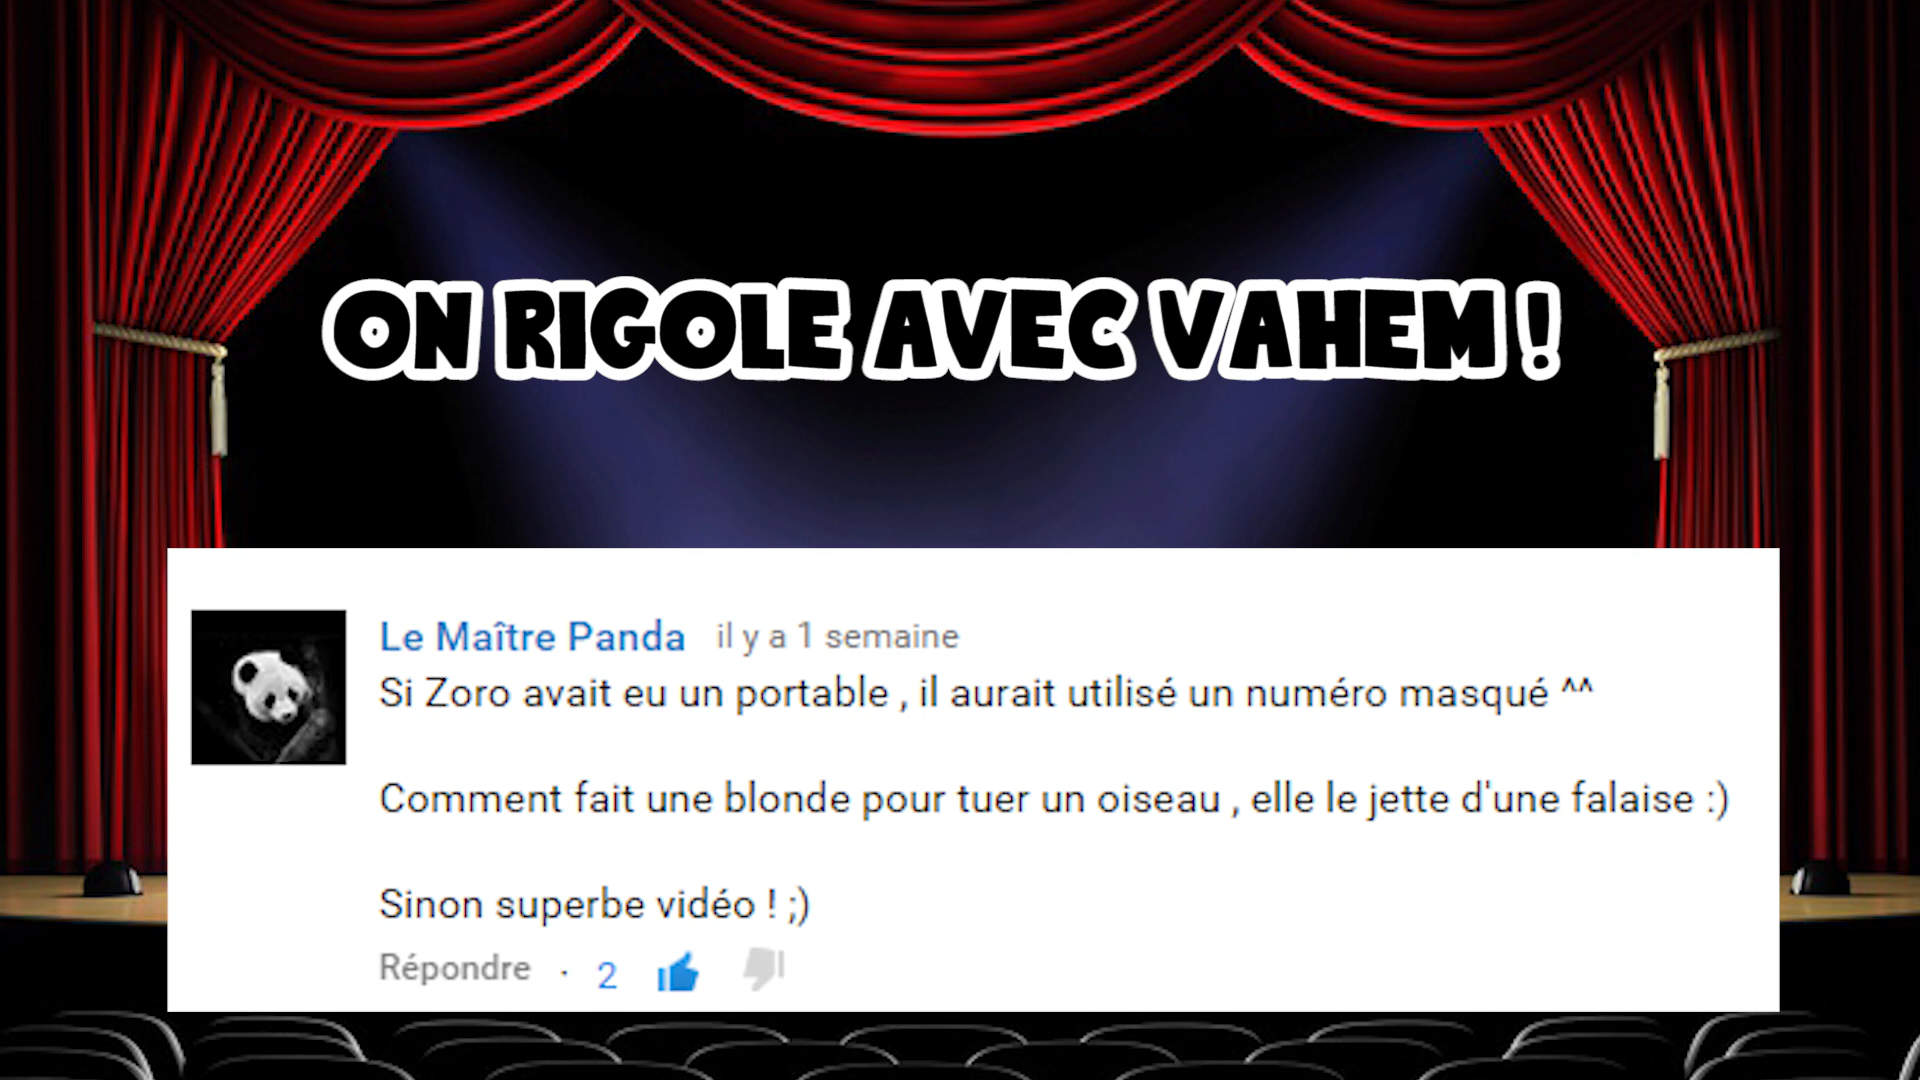 ON RIGOLE AVEC VAHEM !
Le Maître Panda il y a 1 semaine
Si Zoro avait eu un portable , il aurait utilisé un numéro masqué ^^
Comment fait une blonde pour tuer un oiseau , elle le jette d'une falaise :)
Sinon superbe vidéo ! ;)
Répondre · 2